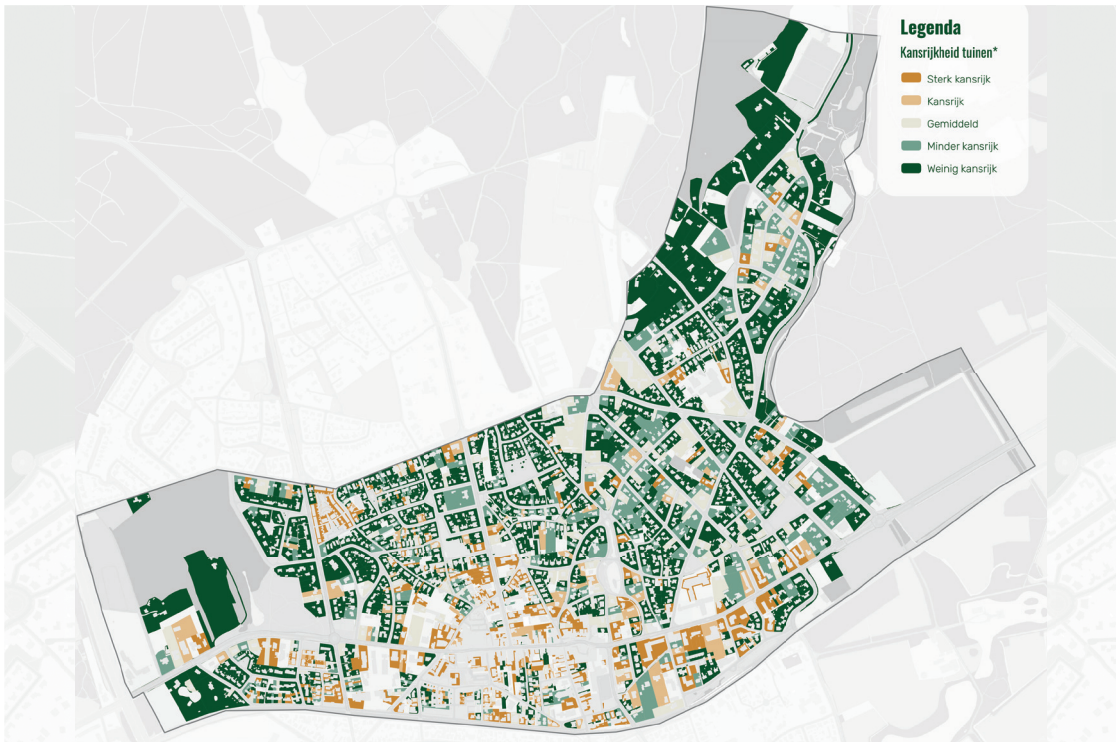 Legenda
Kansrijkheid tuinen*
Sterk kansrijk
Kansrijk
Gemiddeld
Minder kansrijk
Weinig kansrijk